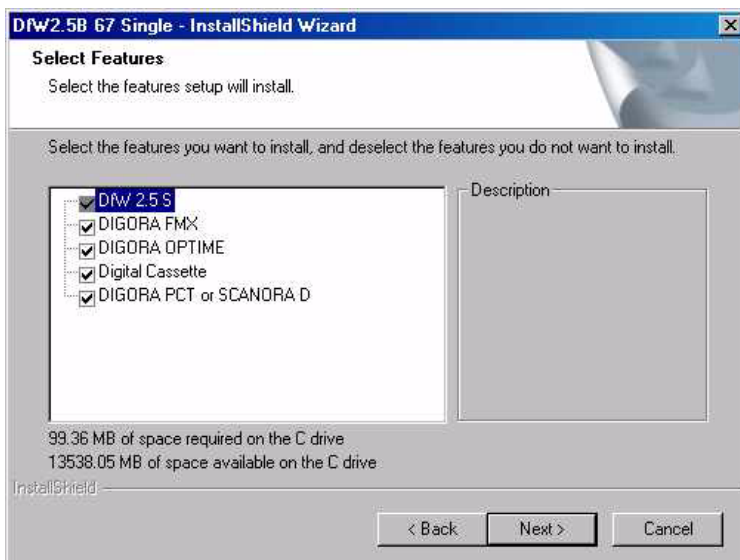 DfW2.5B 67 Single - InstallShield Wizard
Select Features
Select the features setup will install.
Select the features you want to install, and deselect the features you do not want to install.
DfW 2.5 S
DIGORA FMX
DIGORA OPTIME
Digital Cassette
DIGORA PCT or SCANORA D
Description
99.36 MB of space required on the C drive
13538.05 MB of space available on the C drive
InstallShield
< Back
Next >
Cancel